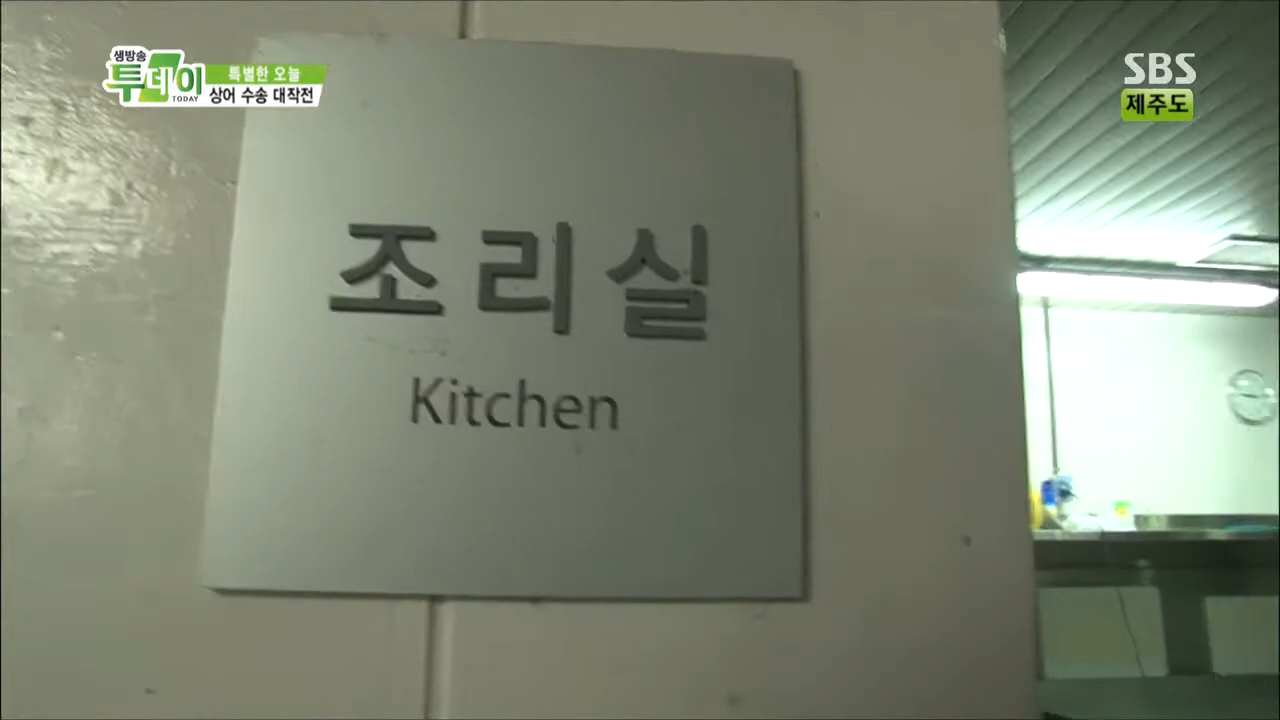 생방송
투데이
TODAY
특별한 오늘
상어 수송 대작전
SBS
제주도
조리실
Kitchen